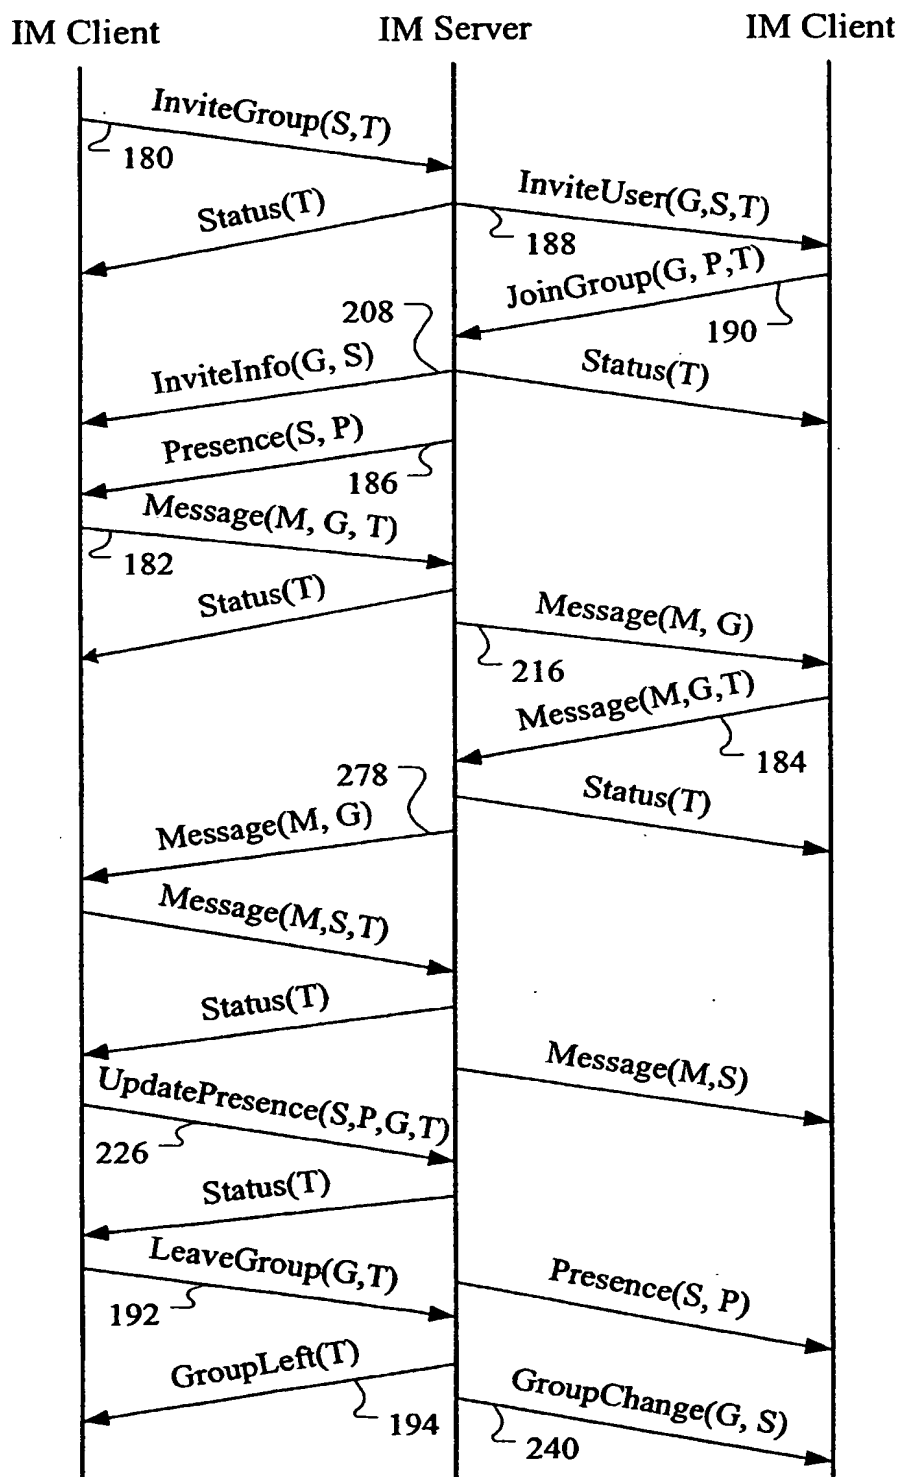 IM Client IM Server IM Client
InviteGroup(S,T)
180
InviteUser(G,S,T)
Status(T)
188
JoinGroup(G, P,T)
208
190
InviteInfo(G, S)
Status(T)
Presence(S, P)
186
Message(M, G, T)
182
Status(T)
Message(M, G)
216
Message(M,G,T)
184
278
Status(T)
Message(M, G)
Message(M,S,T)
Status(T)
Message(M,S)
UpdatePresence(S,P,G,T)
226
Status(T)
LeaveGroup(G,T)
192
Presence(S, P)
GroupLeft(T)
194
GroupChange(G, S)
240